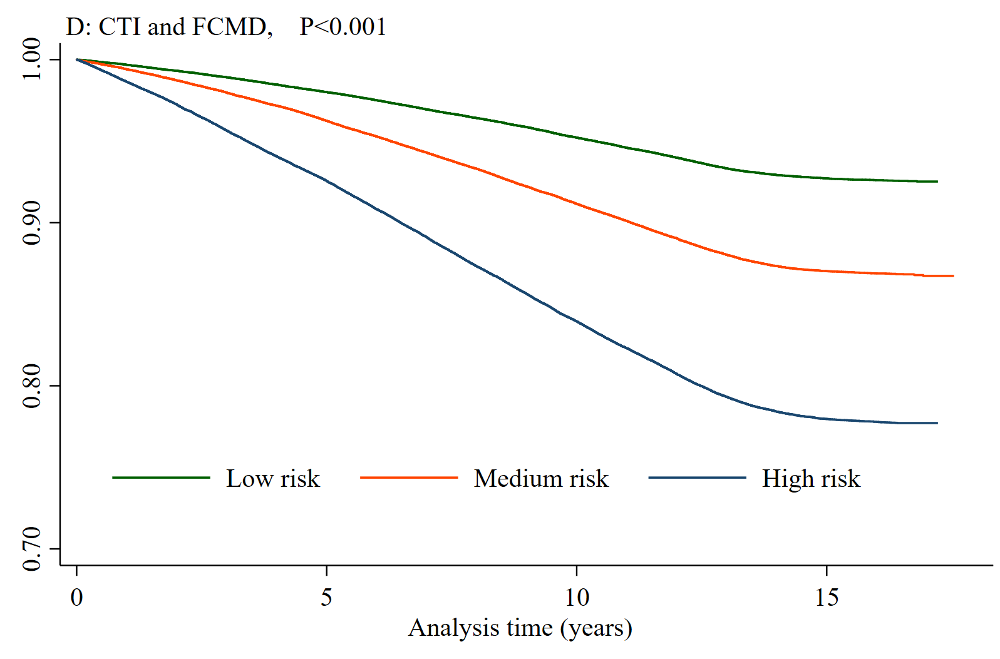 D: CTI and FCMD, P<0.001
1.00
0.90
0.80
0.70
Low risk Medium risk High risk
0 5 10 15
Analysis time (years)